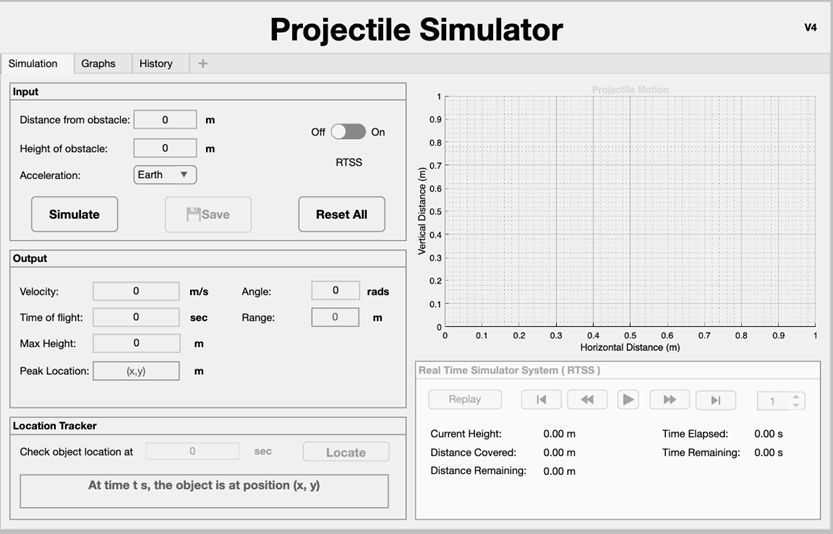 Projectile Simulator
V4
Simulation Graphs History +
Input
Distance from obstacle: 0 m
Height of obstacle: 0 m
Acceleration: Earth
Off On
RTSS
Simulate Save Reset All
Output
Velocity: 0 m/s Angle: 0 rads
Time of flight: 0 sec Range: 0 m
Max Height: 0 m
Peak Location: (x,y) m
Location Tracker
Check object location at 0 sec Locate
At time t s, the object is at position (x, y)
Projectile Motion
Vertical Distance (m)
1
0.9
0.8
0.7
0.6
0.5
0.4
0.3
0.2
0.1
0
0 0.1 0.2 0.3 0.4 0.5 0.6 0.7 0.8 0.9 1
Horizontal Distance (m)
Real Time Simulator System ( RTSS )
Replay 1
Current Height: 0.00 m Time Elapsed: 0.00 s
Distance Covered: 0.00 m Time Remaining: 0.00 s
Distance Remaining: 0.00 m